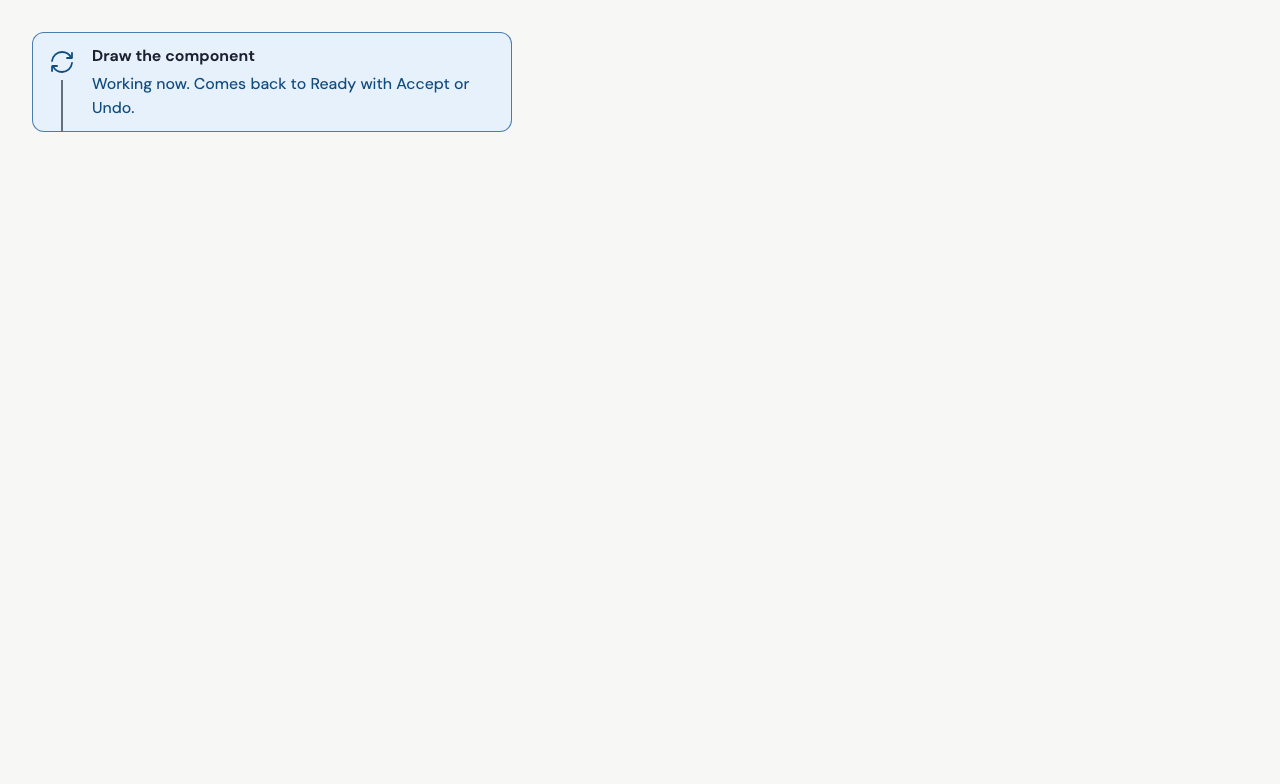 Draw the component
Working now. Comes back to Ready with Accept or
Undo.